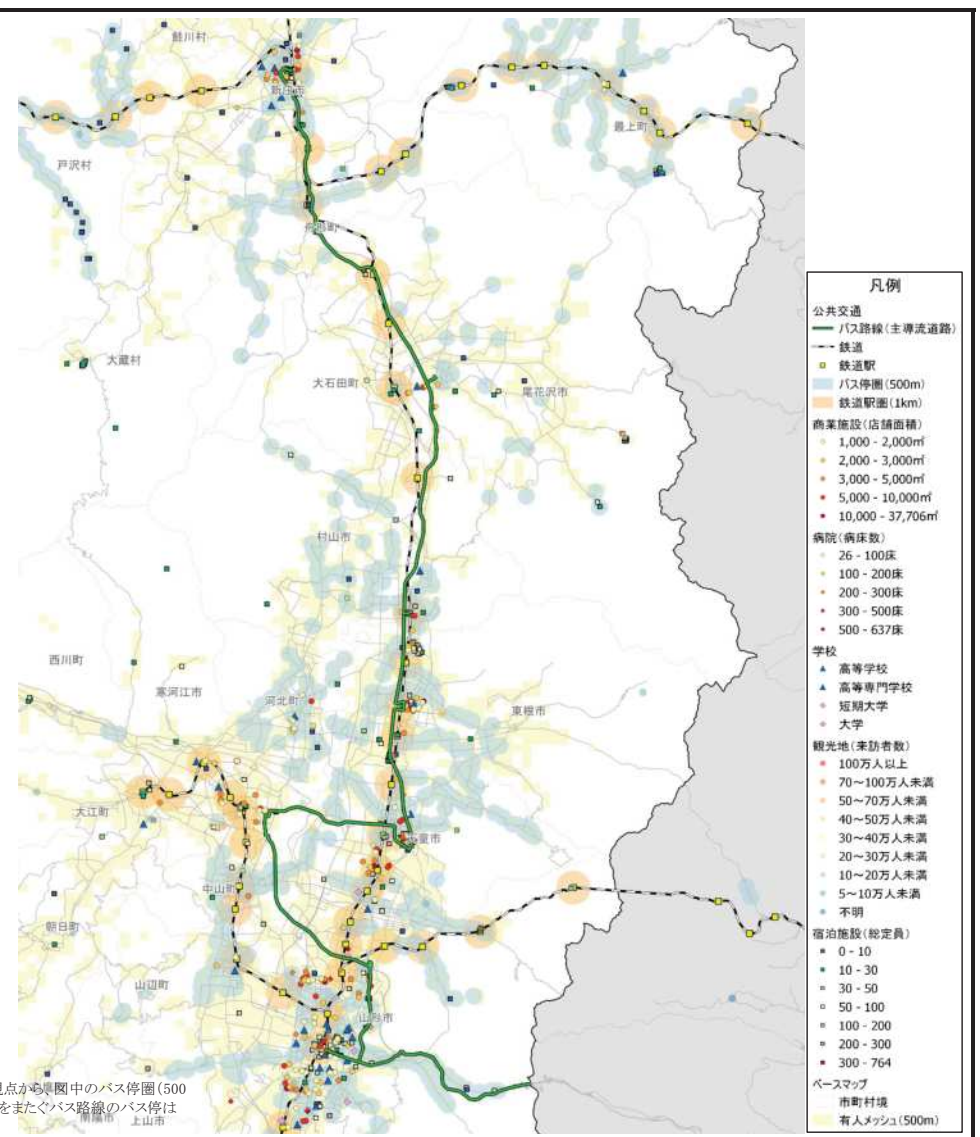 鮭川村
新庄市
最上町
戸沢村
舟形町
大蔵村
大石田町
尾花沢市
村山市
西川町
寒河江市
河北町
東根市
大江町
天童市
中山町
朝日町
山辺町
山形市
南陽市
上山市
図中のバス停圏(500
をまたぐバス路線のバス停は
凡例
公共交通
バス路線(主導流道路)
鉄道
鉄道駅
バス停圏(500m)
鉄道駅圏(1km)
商業施設(店舗面積)
1,000 - 2,000㎡
2,000 - 3,000㎡
3,000 - 5,000㎡
5,000 - 10,000㎡
10,000 - 37,706㎡
病院(病床数)
26 - 100床
100 - 200床
200 - 300床
300 - 500床
500 - 637床
学校
高等学校
高等専門学校
短期大学
大学
観光地(来訪者数)
100万人以上
70～100万人未満
50～70万人未満
40～50万人未満
30～40万人未満
20～30万人未満
10～20万人未満
5～10万人未満
不明
宿泊施設(総定員)
0 - 10
10 - 30
30 - 50
50 - 100
100 - 200
200 - 300
300 - 764
ベースマップ
市町村境
有人メッシュ(500m)